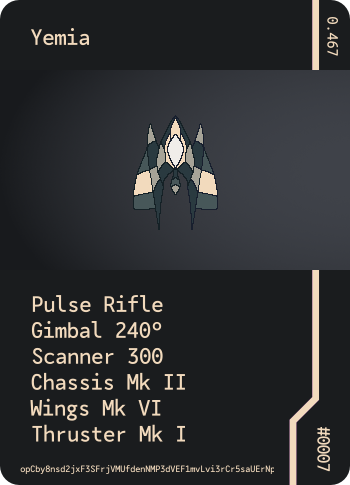 Yemia
0.467
Pulse Rifle
Gimbal 240°
Scanner 300
Chassis Mk II
Wings Mk VI
Thruster Mk I
#0007
opCby8nsd2jxF3SFrjVMUfdenNMP3dVEF1mvLvi3rCr5saUErNp